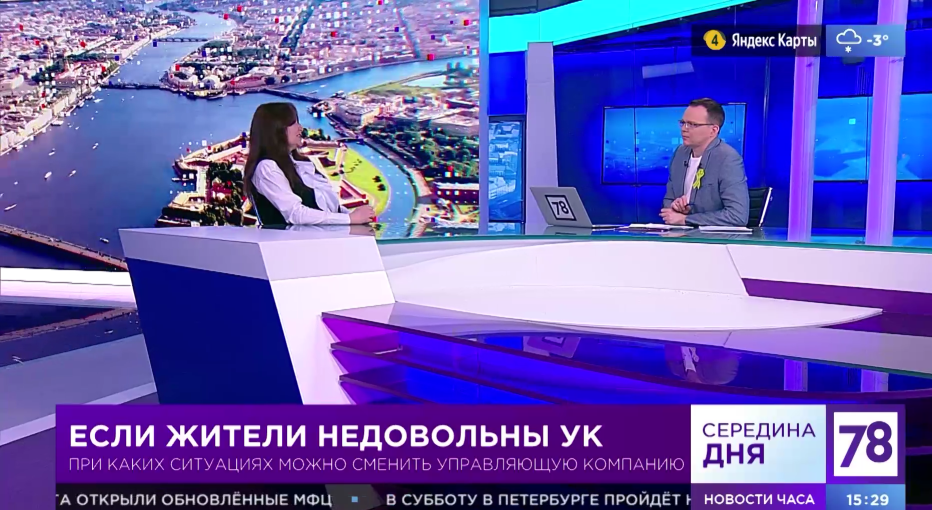 4 Яндекс Карты -3°
78
ЕСЛИ ЖИТЕЛИ НЕДОВОЛЬНЫ УК
ПРИ КАКИХ СИТУАЦИЯХ МОЖНО СМЕНИТЬ УПРАВЛЯЮЩУЮ КОМПАНИЮ
СЕРЕДИНА
ДНЯ
78
ОТКРЫЛИ ОБНОВЛЁННЫЕ МФЦ ▪ В СУББОТУ В ПЕТЕРБУРГЕ ПРОЙДЁТ
НОВОСТИ ЧАСА
15:29